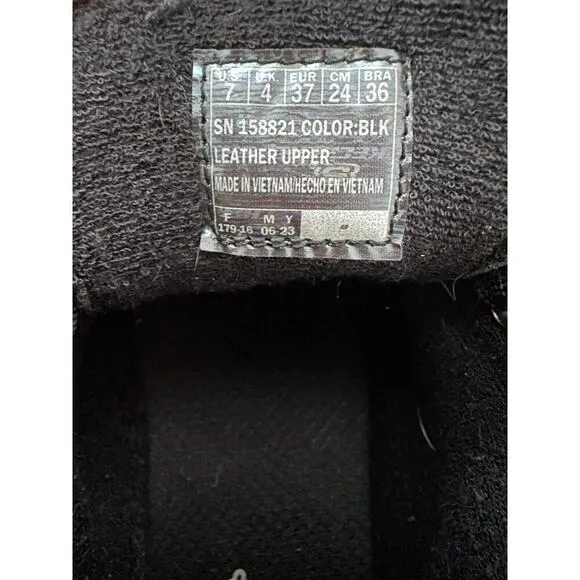 U.S. U.K. EUR CM BRA
7 4 37 24 36
SN 158821 COLOR:BLK
LEATHER UPPER
MADE IN VIETNAM/HECHO EN VIETNAM
F M Y
179-16 06 23